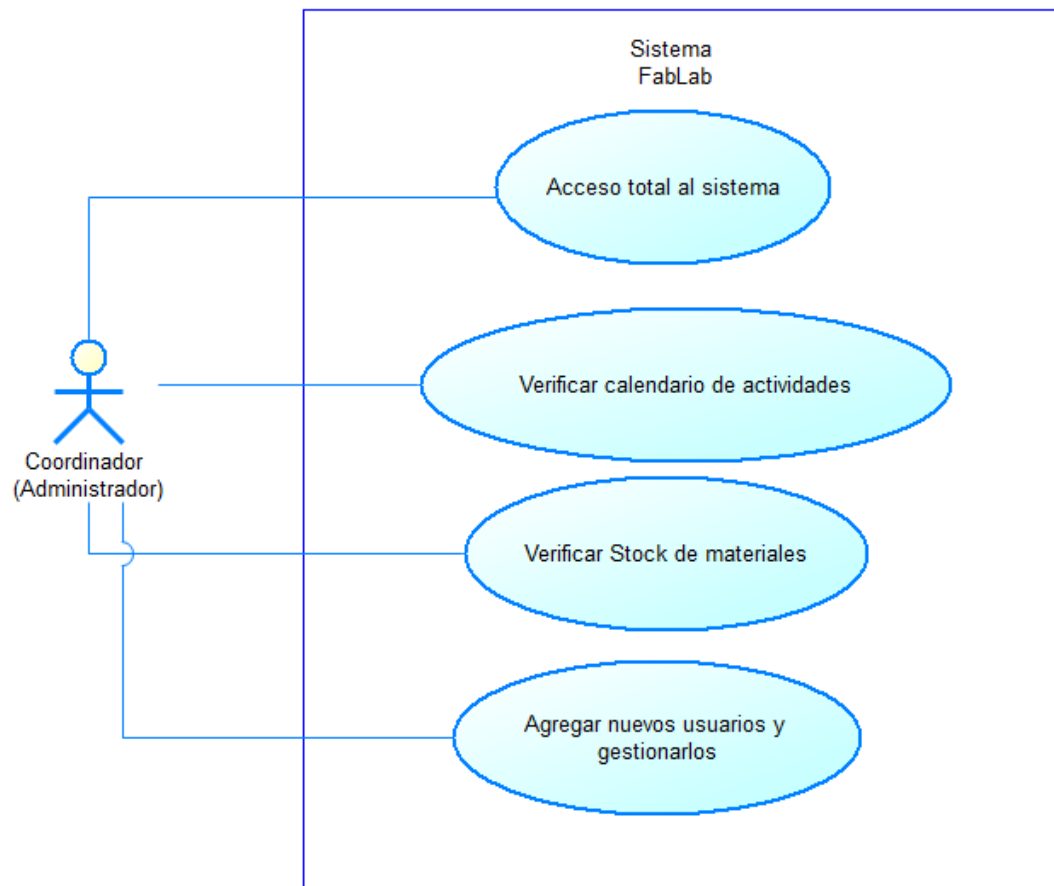 Sistema
FabLab
Acceso total al sistema
Verificar calendario de actividades
Coordinador
(Administrador)
Verificar Stock de materiales
Agregar nuevos usuarios y
gestionarlos